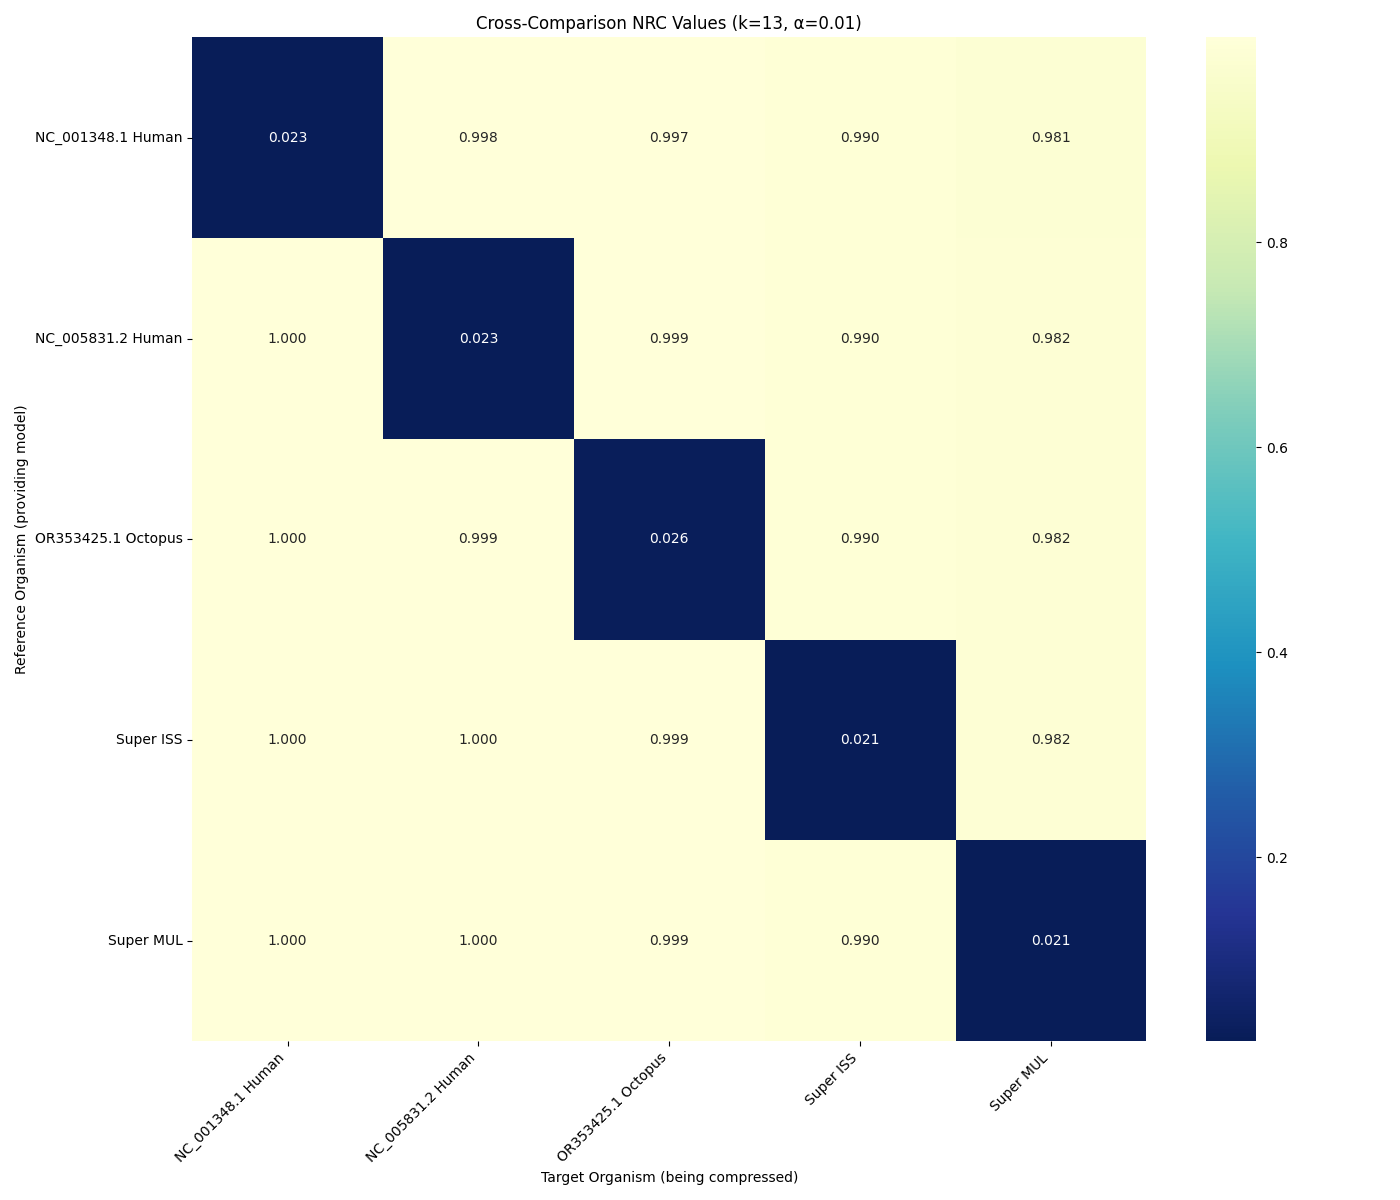 Cross-Comparison NRC Values (k=13, α=0.01)
NC_001348.1 Human 0.023 0.998 0.997 0.990 0.981
NC_005831.2 Human 1.000 0.023 0.999 0.990 0.982
OR353425.1 Octopus 1.000 0.999 0.026 0.990 0.982
Super ISS 1.000 1.000 0.999 0.021 0.982
Super MUL 1.000 1.000 0.999 0.990 0.021
Reference Organism (providing model)
NC_001348.1 Human
NC_005831.2 Human
OR353425.1 Octopus
Super ISS
Super MUL
Target Organism (being compressed)
0.8
0.6
0.4
0.2